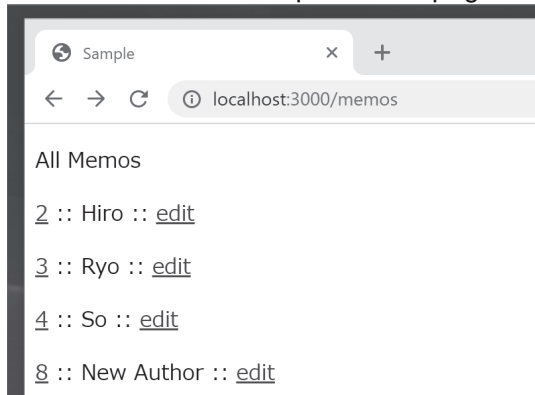 Sample
localhost:3000/memos
All Memos
2 :: Hiro :: edit
3 :: Ryo :: edit
4 :: So :: edit
8 :: New Author :: edit